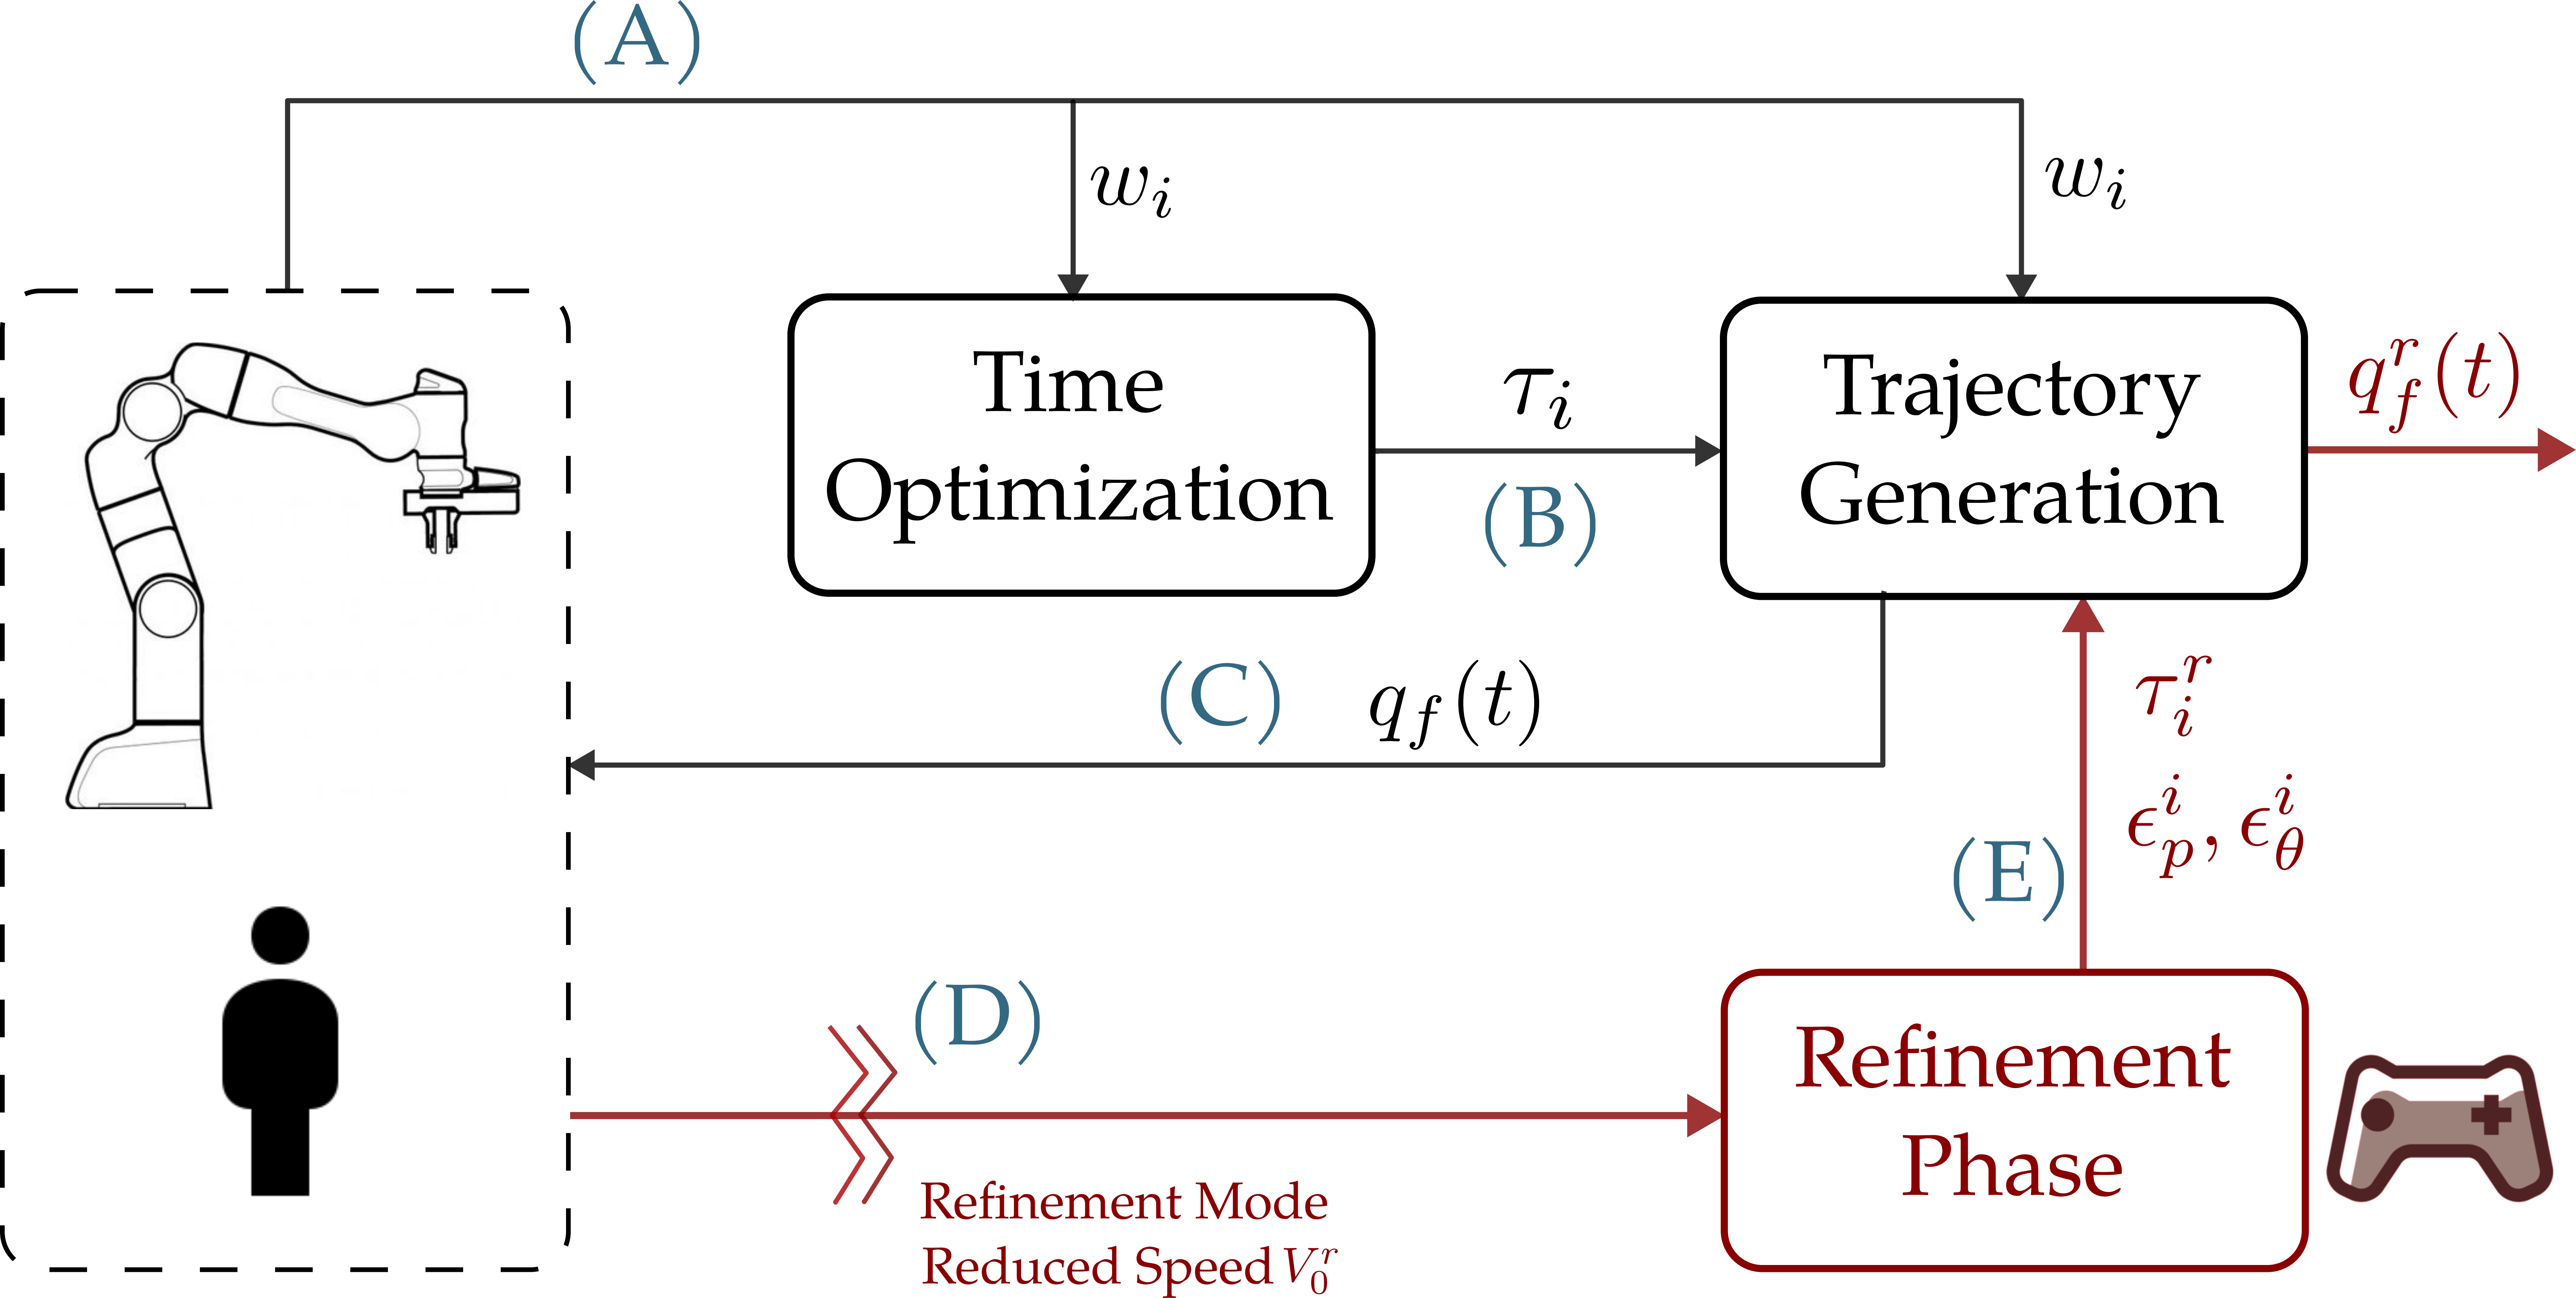 (A)
w_i
w_i
Time
Optimization
τ_i
(B)
Trajectory
Generation
q_f^r(t)
(C)
q_f(t)
τ_i^r
ϵ_p^i, ϵ_θ^i
(E)
(D)
Refinement Mode
Reduced Speed V_0^r
Refinement
Phase